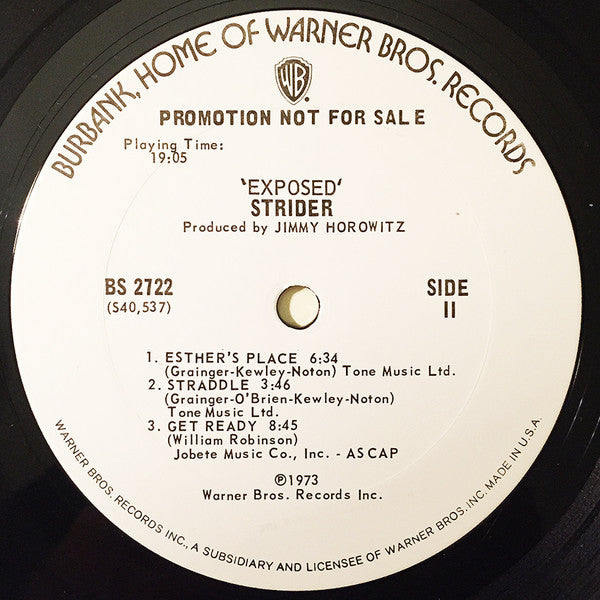 BURBANK, HOME OF WARNER BROS. RECORDS
WB
PROMOTION NOT FOR SALE
Playing Time:
19:05
'EXPOSED'
STRIDER
Produced by JIMMY HOROWITZ
BS 2722
(S40,537)
SIDE
II
1. ESTHER'S PLACE 6:34
(Grainger-Kewley-Noton) Tone Music Ltd.
2. STRADDLE 3:46
(Grainger-O'Brien-Kewley-Noton)
Tone Music Ltd.
3. GET READY 8:45
(William Robinson)
Jobete Music Co., Inc. - ASCAP
℗1973
Warner Bros. Records Inc.
WARNER BROS. RECORDS INC., A SUBSIDIARY AND LICENSEE OF WARNER BROS. INC. MADE IN U.S.A.